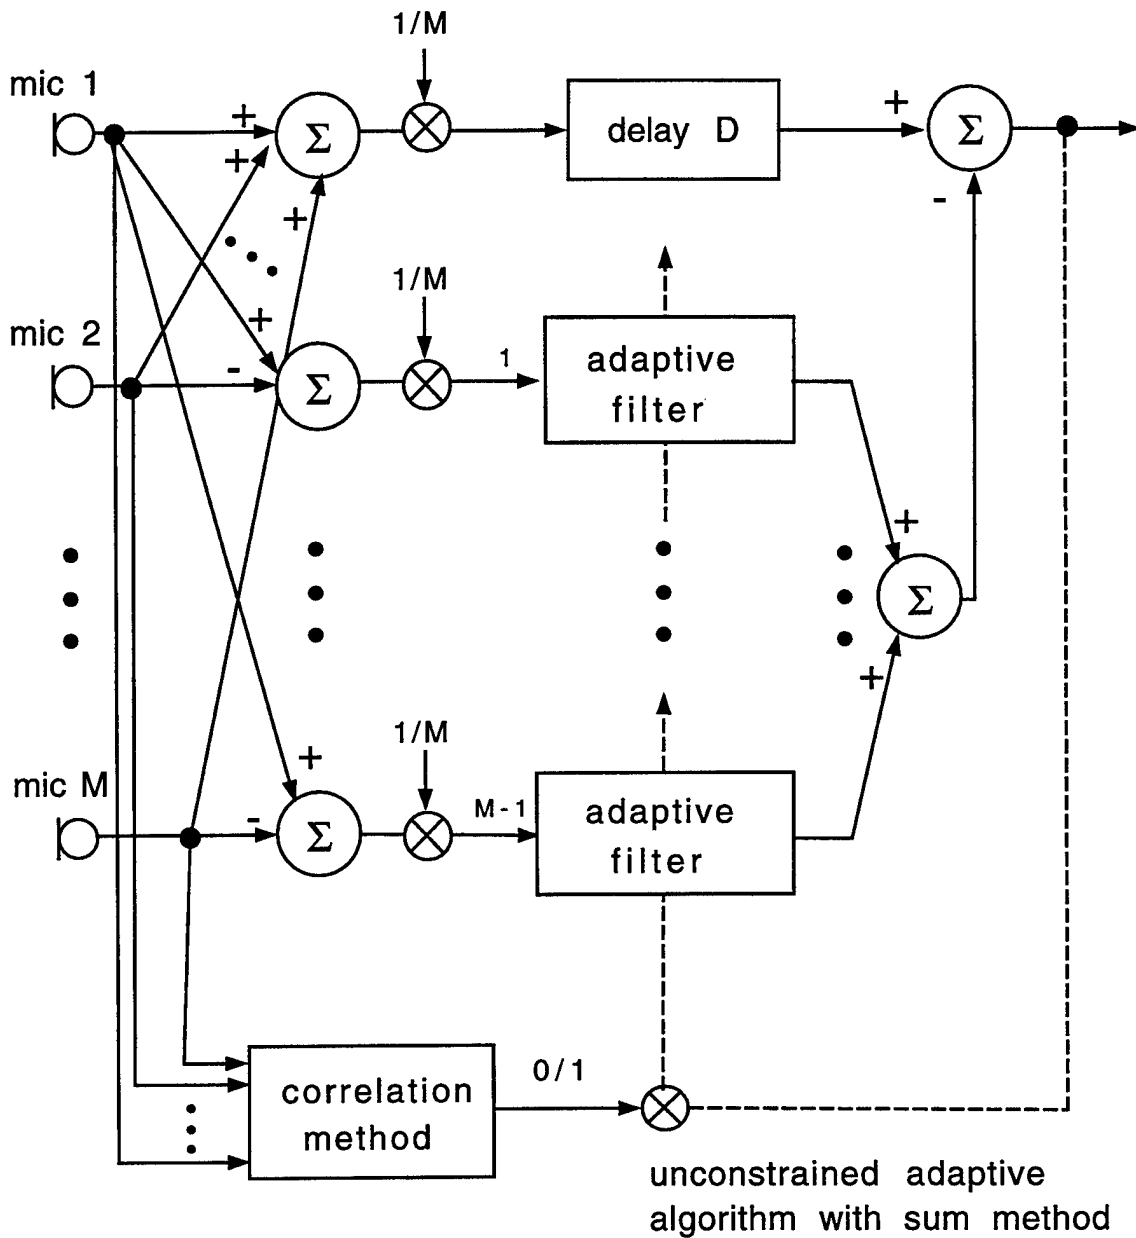 1/M
mic 1
+
Σ
delay D
+
Σ
+
+
-
1/M
mic 2
+
-
Σ
1
adaptive
filter
+
Σ
+
1/M
mic M
+
-
Σ
M-1
adaptive
filter
0/1
correlation
method
unconstrained adaptive
algorithm with sum method